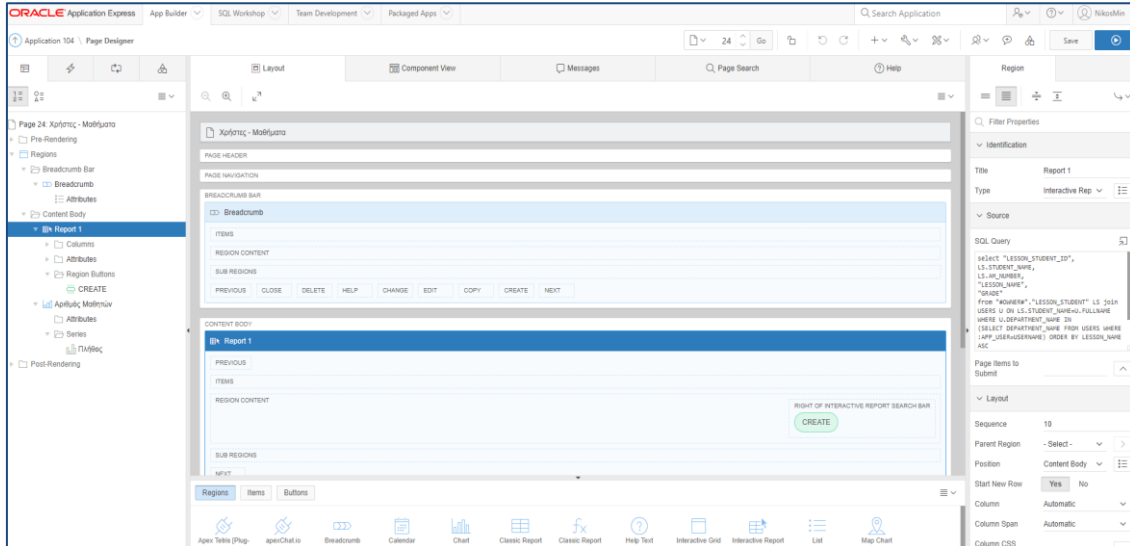 ORACLE Application Express App Builder SQL Workshop Team Development Packaged Apps Search Application NikosMin
Application 104 \ Page Designer 24 Go Save
Layout Component View Messages Page Search Help Region
Page 24: Χρήστες - Μαθήματα
Pre-Rendering
Regions
Breadcrumb Bar
Breadcrumb
Attributes
Content Body
Report 1
Columns
Attributes
Region Buttons
CREATE
Αριθμός Μαθητών
Attributes
Series
Πλήθος
Post-Rendering
Χρήστες - Μαθήματα
PAGE HEADER
PAGE NAVIGATION
BREADCRUMB BAR
Breadcrumb
ITEMS
REGION CONTENT
SUB REGIONS
PREVIOUS CLOSE DELETE HELP CHANGE EDIT COPY CREATE NEXT
CONTENT BODY
Report 1
PREVIOUS
ITEMS
REGION CONTENT
RIGHT OF INTERACTIVE REPORT SEARCH BAR
CREATE
SUB REGIONS
NEXT
Regions Items Buttons
Apex Tetris [Plug- apexChat.io Breadcrumb Calendar Chart Classic Report Classic Report Help Text Interactive Grid Interactive Report List Map Chart
Filter Properties
Identification
Title Report 1
Type Interactive Rep
Source
SQL Query
select "LESSON_STUDENT_ID",
LS.STUDENT_NAME,
LS.AM_NUMBER,
"LESSON_NAME",
"GRADE"
from "#OWNER#"."LESSON_STUDENT" LS join
USERS U ON LS.STUDENT_NAME=U.FULLNAME
WHERE U.DEPARTMENT_NAME IN
(SELECT DEPARTMENT_NAME FROM USERS WHERE
:APP_USER=USERNAME) ORDER BY LESSON_NAME
ASC
Page Items to
Submit
Layout
Sequence 10
Parent Region - Select -
Position Content Body
Start New Row Yes No
Column Automatic
Column Span Automatic
Column CSS